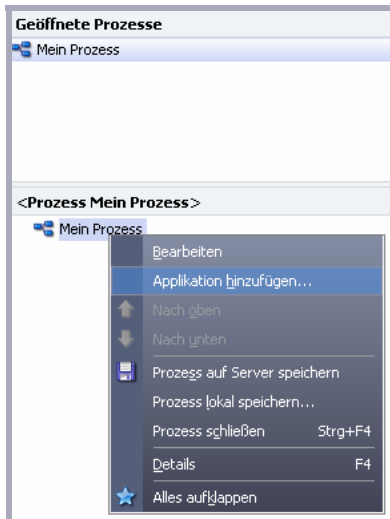 Geöffnete Prozesse
Mein Prozess
<Prozess Mein Prozess>
Mein Prozess
Bearbeiten
Applikation hinzufügen...
Nach oben
Nach unten
Prozess auf Server speichern
Prozess lokal speichern...
Prozess schließen Strg+F4
Details F4
Alles aufklappen